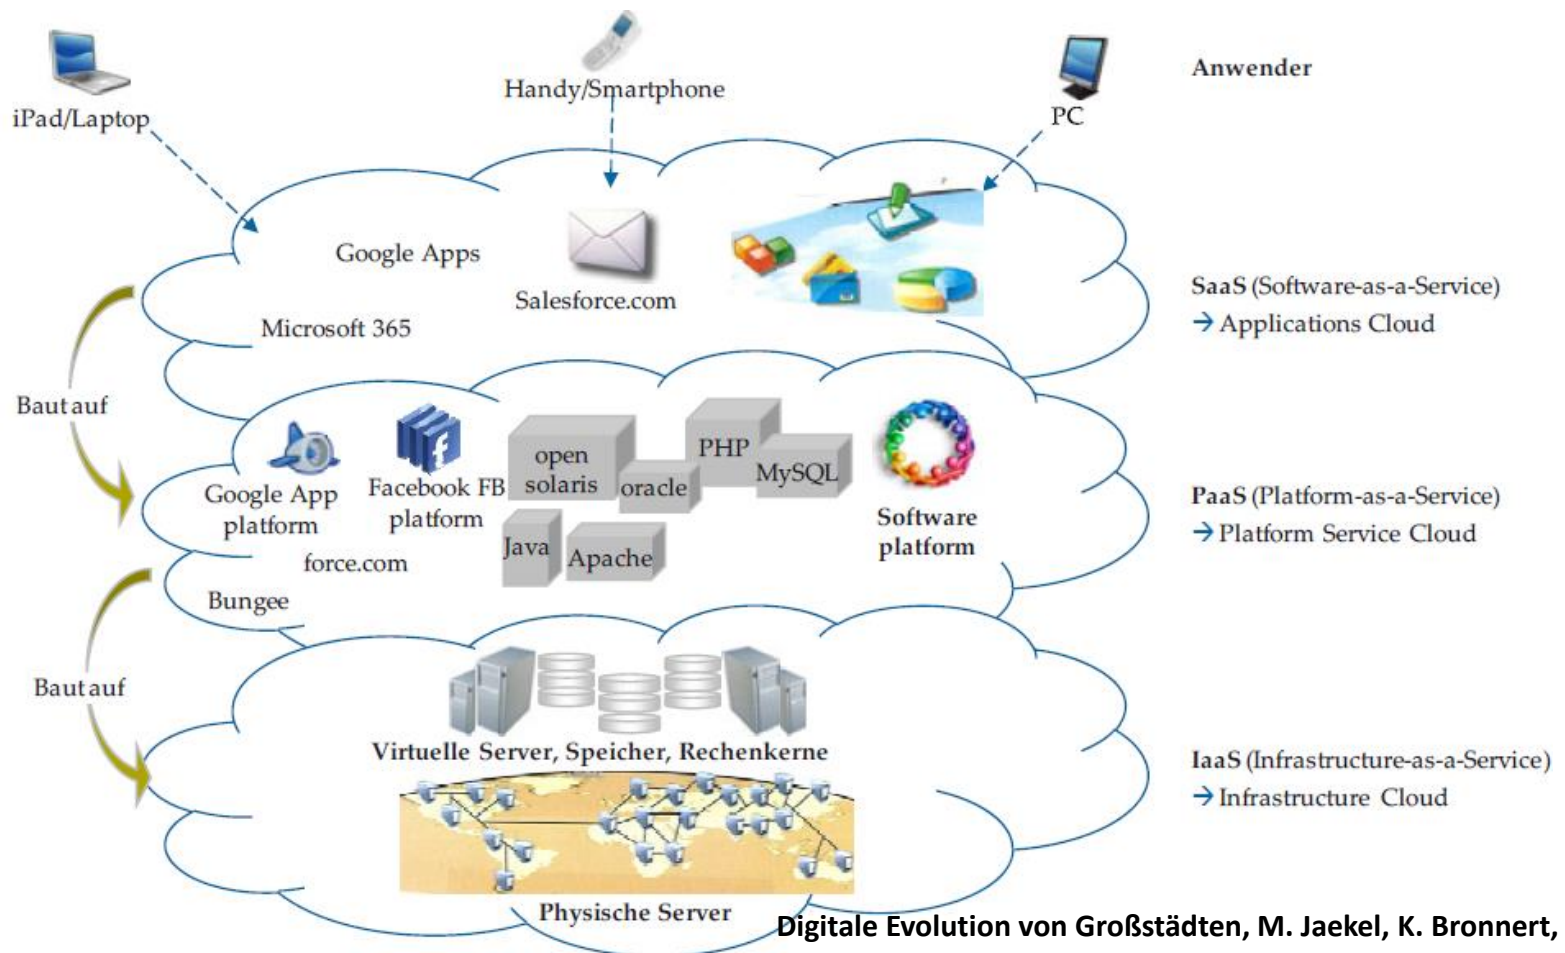 Anwender
iPad/Laptop
Handy/Smartphone
PC
Google Apps
Salesforce.com
Microsoft 365
SaaS (Software-as-a-Service)
→ Applications Cloud
Baut auf
Google App
platform
Facebook FB
platform
force.com
Bungee
open
solaris
oracle
PHP
MySQL
Java
Apache
Software
platform
PaaS (Platform-as-a-Service)
→ Platform Service Cloud
Baut auf
Virtuelle Server, Speicher, Rechenkerne
IaaS (Infrastructure-as-a-Service)
→ Infrastructure Cloud
Physische Server
Digitale Evolution von Großstädten, M. Jaekel, K. Bronnert,